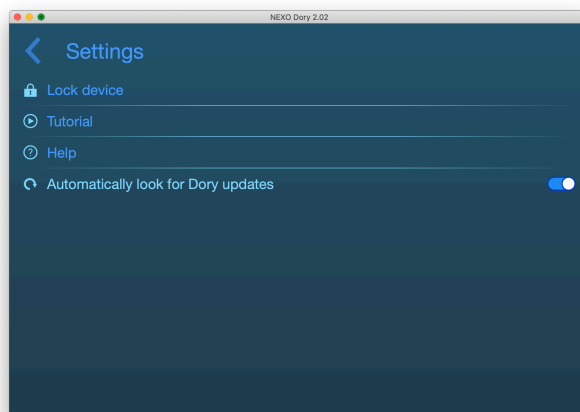 NEXO Dory 2.02
Settings
Lock device
Tutorial
Help
Automatically look for Dory updates